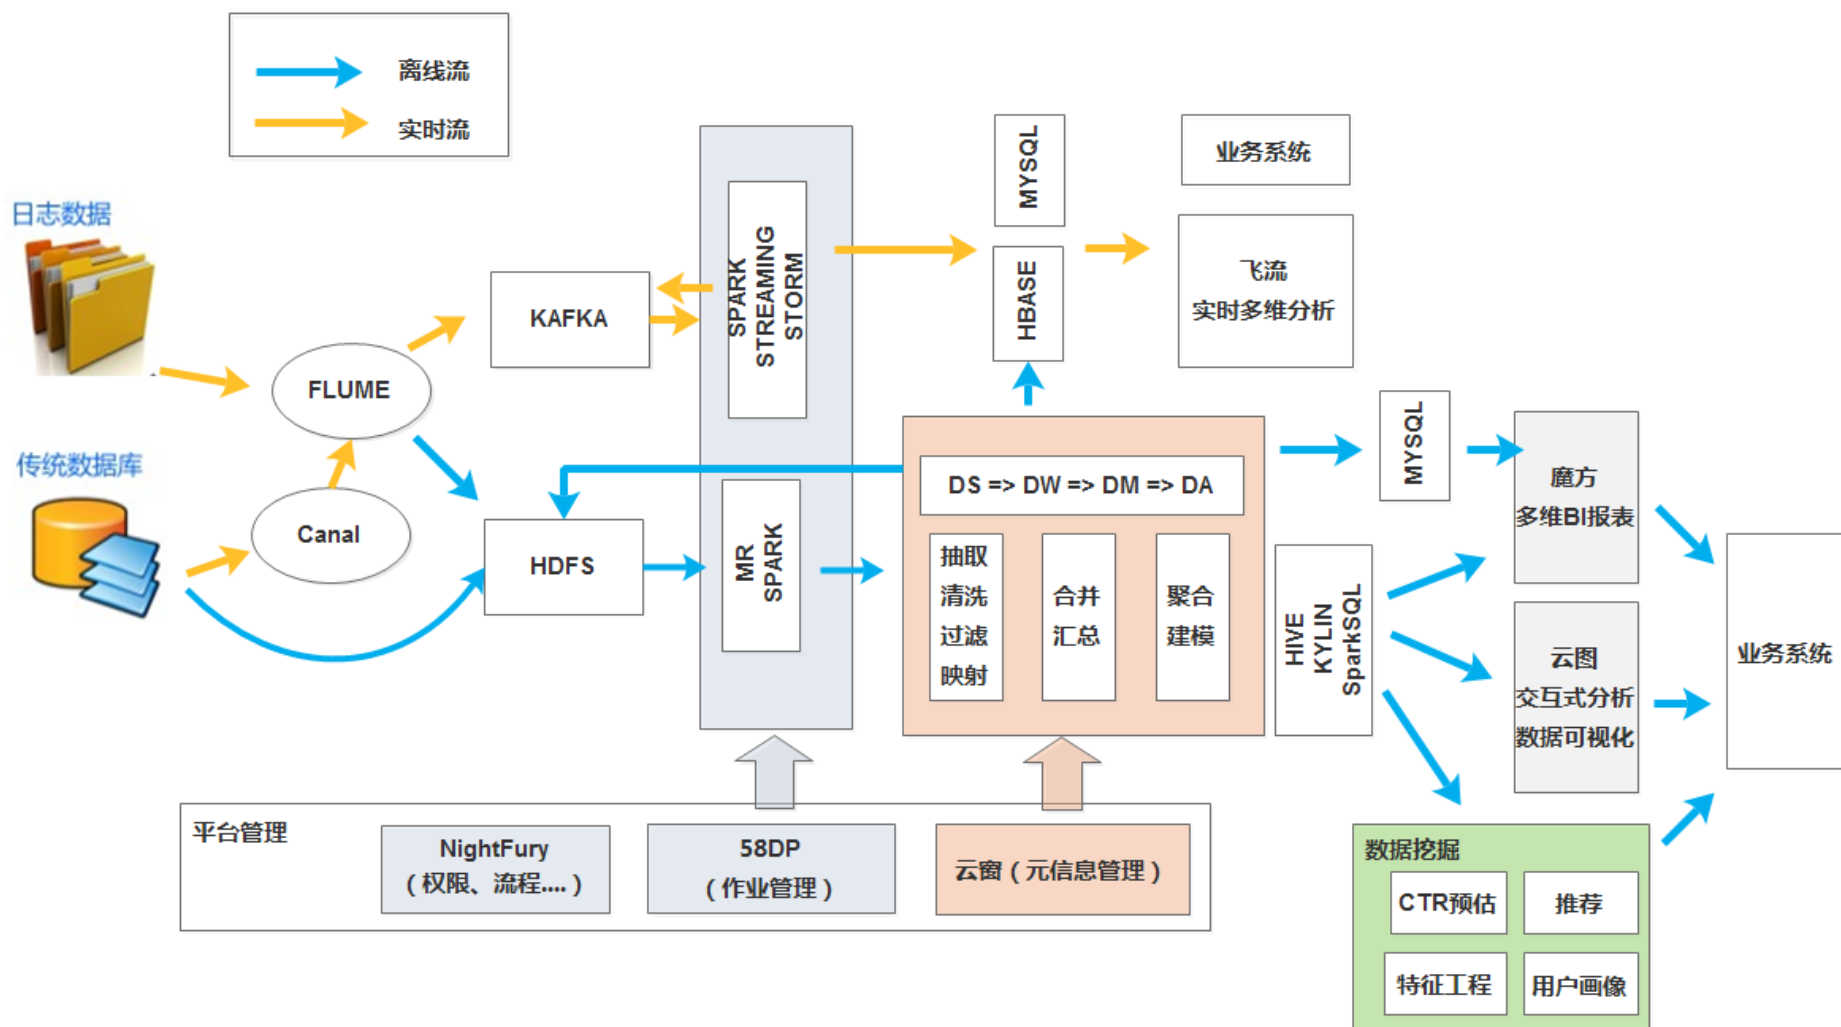 离线流
实时流
日志数据
传统数据库
FLUME
Canal
KAFKA
HDFS
SPARK
STREAMING
STORM
MR
SPARK
MYSQL
HBASE
业务系统
飞流
实时多维分析
DS => DW => DM => DA
抽取
清洗
过滤
映射
合并
汇总
聚合
建模
MYSQL
HIVE
KYLIN
SparkSQL
魔方
多维BI报表
云图
交互式分析
数据可视化
业务系统
平台管理
NightFury
（权限、流程....）
58DP
（作业管理）
云窗（元信息管理）
数据挖掘
CTR预估
推荐
特征工程
用户画像